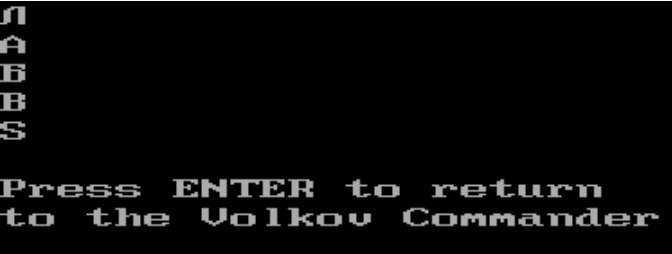 Л
А
Б
В
S
Press ENTER to return
to the Volkov Commander